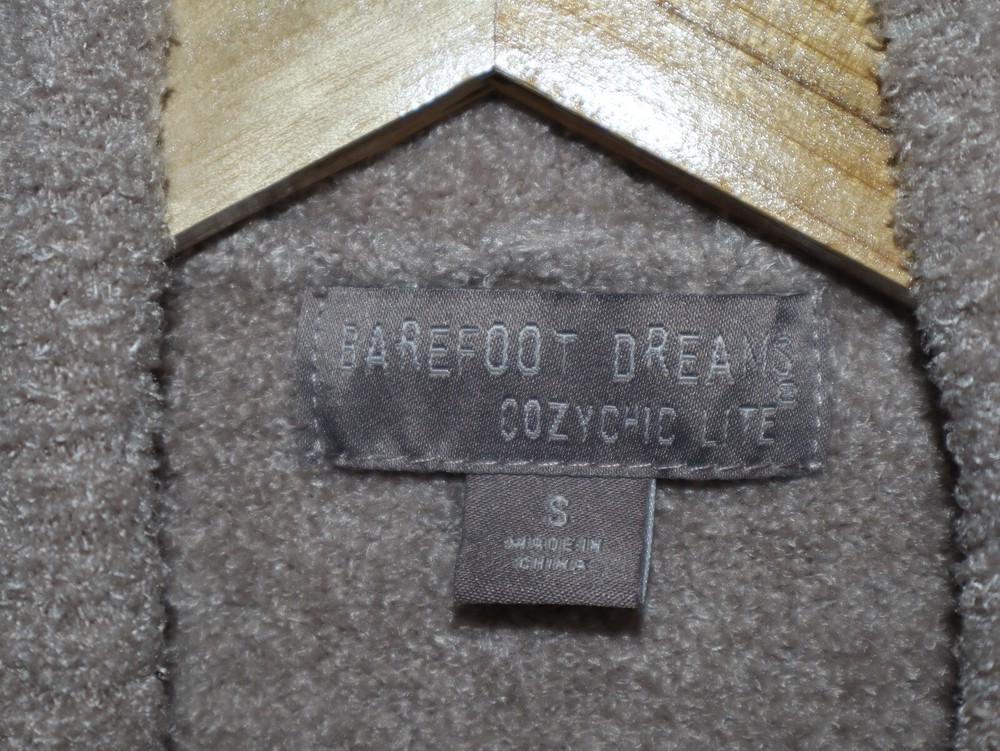 BAREFOOT DREAMS®
COZYCHIC LITE
S
MADE IN
CHINA